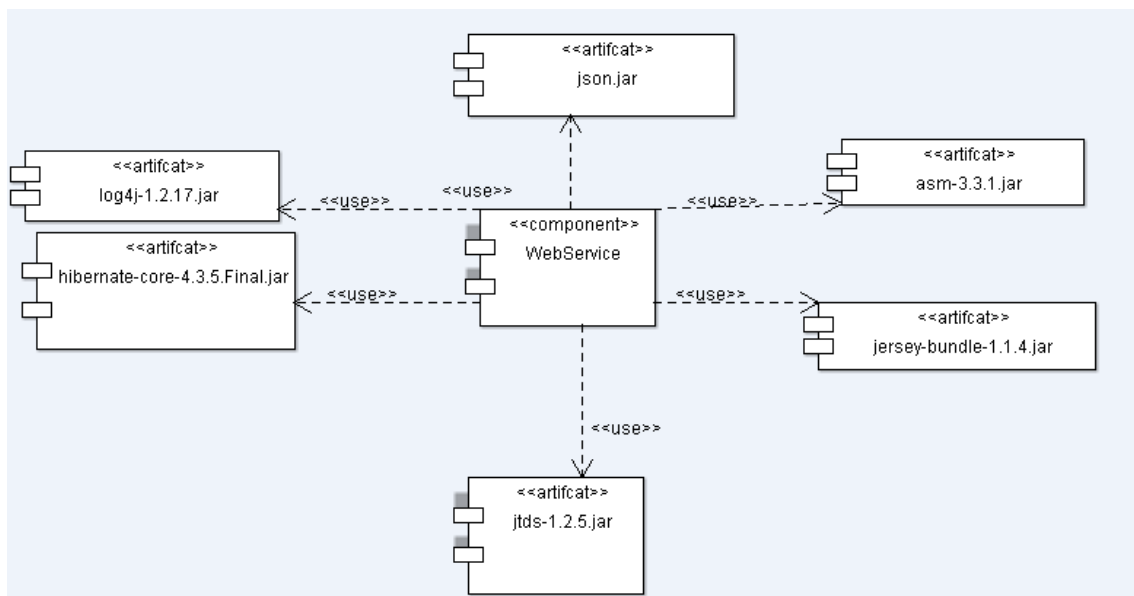 <<artifcat>>
json.jar
<<artifcat>>
log4j-1.2.17.jar
<<artifcat>>
asm-3.3.1.jar
<<use>>
<<use>>
<<use>>
<<component>>
WebService
<<artifcat>>
hibernate-core-4.3.5.Final.jar
<<use>>
<<use>>
<<artifcat>>
jersey-bundle-1.1.4.jar
<<use>>
<<artifcat>>
jtds-1.2.5.jar